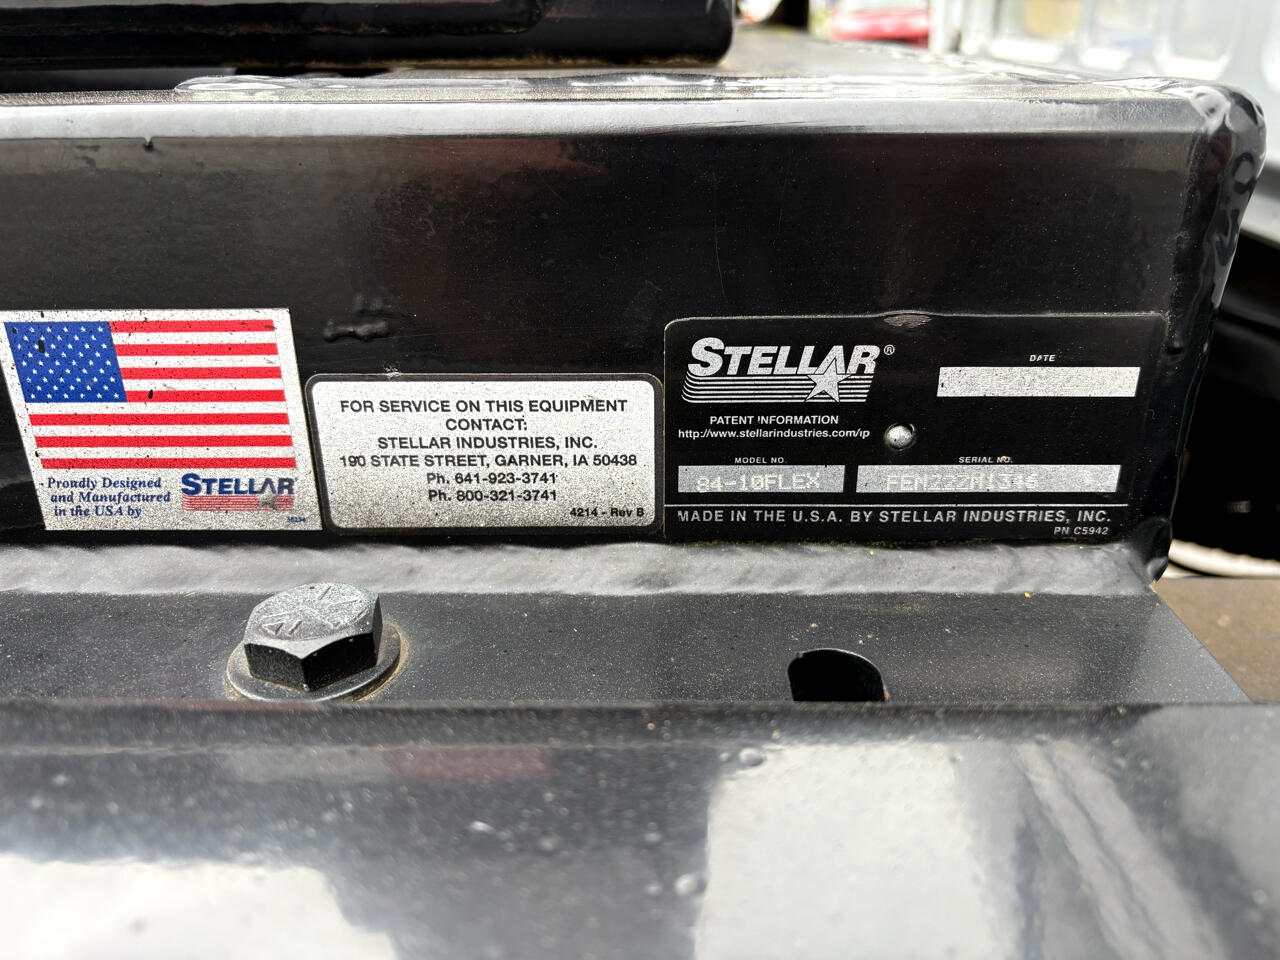 Proudly Designed
and Manufactured
in the USA by
STELLAR
FOR SERVICE ON THIS EQUIPMENT
CONTACT:
STELLAR INDUSTRIES, INC.
190 STATE STREET, GARNER, IA 50438
Ph. 641-923-3741
Ph. 800-321-3741
4214 - Rev B
STELLAR®
DATE
PATENT INFORMATION
http://www.stellarindustries.com/ip
MODEL NO.
84-10FLEX
SERIAL NO.
MADE IN THE U.S.A. BY STELLAR INDUSTRIES, INC.
PN C5942